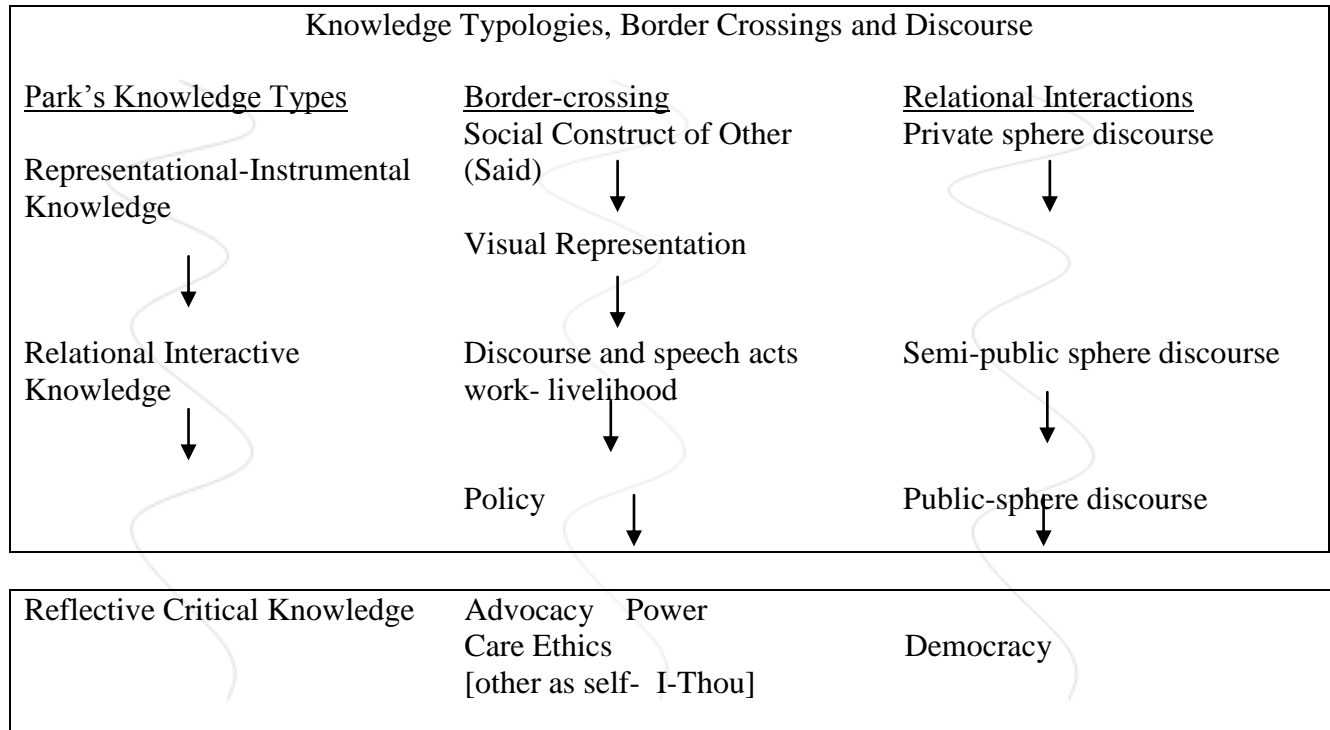 Knowledge Typologies, Border Crossings and Discourse
Park’s Knowledge Types
Representational-Instrumental
Knowledge
Relational Interactive
Knowledge
Border-crossing
Social Construct of Other
(Said)
Visual Representation
Discourse and speech acts
work- livelihood
Policy
Relational Interactions
Private sphere discourse
Semi-public sphere discourse
Public-sphere discourse
Reflective Critical Knowledge
Advocacy Power
Care Ethics
[other as self- I-Thou]
Democracy